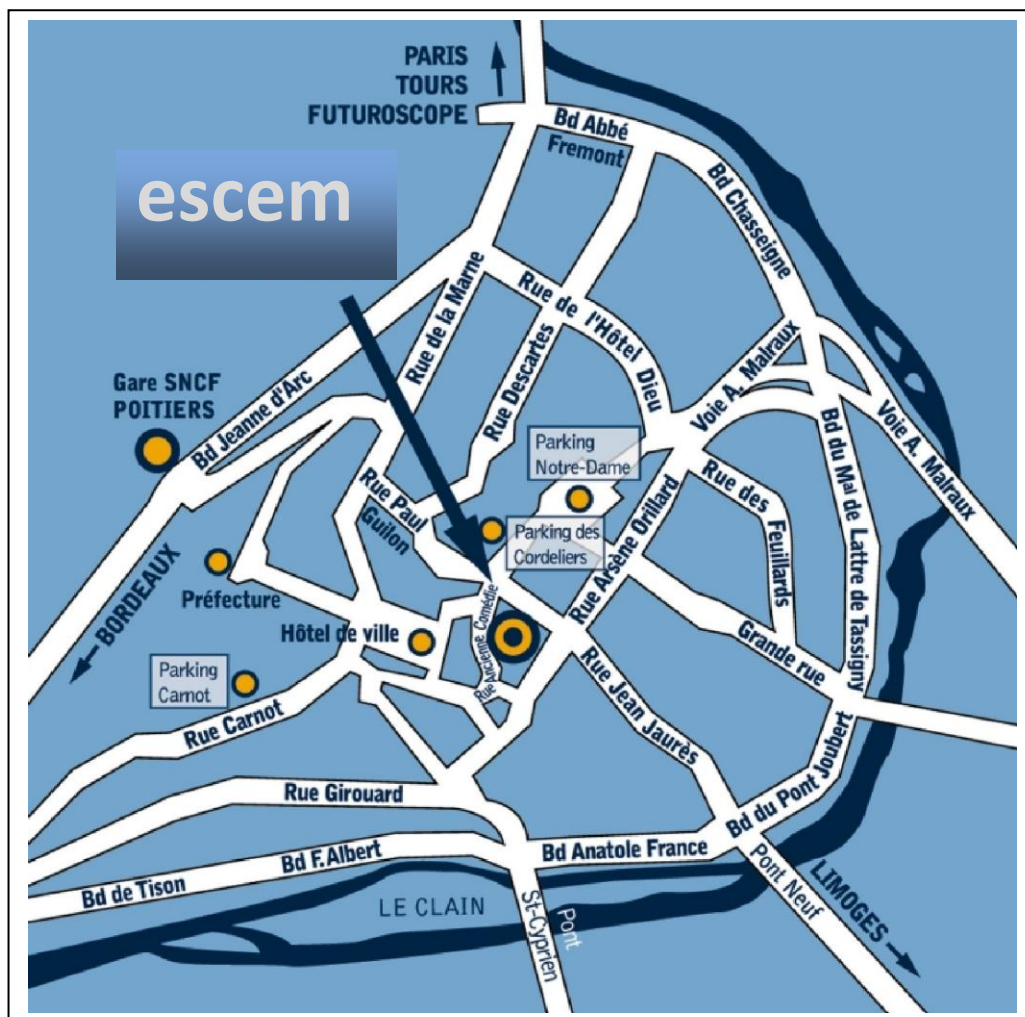 PARIS
TOURS
FUTUROSCOPE
Bd Abbé
Fremont
escem
Bd Chasseigne
Rue de la Marne
Rue de l'Hôtel Dieu
Rue Descartes
Voie A. Malraux
Gare SNCF
POITIERS
Bd Jeanne d'Arc
Voie A. Malraux
Bd du Mal de Lattre de Tassigny
Parking
Notre-Dame
Rue Paul
Guilon
Rue des
Feuillards
Parking des
Cordeliers
Rue Arsène Orillard
BORDEAUX
Préfecture
Hôtel de ville
Rue Ancienne Comédie
Grande rue
Parking
Carnot
Rue Jean Jaurès
Rue Carnot
Bd du Pont Joubert
Rue Girouard
Bd F.Albert
Bd Anatole France
Bd de Tison
Pont Neuf
LIMOGES
LE CLAIN
Pont
St-Cyprien